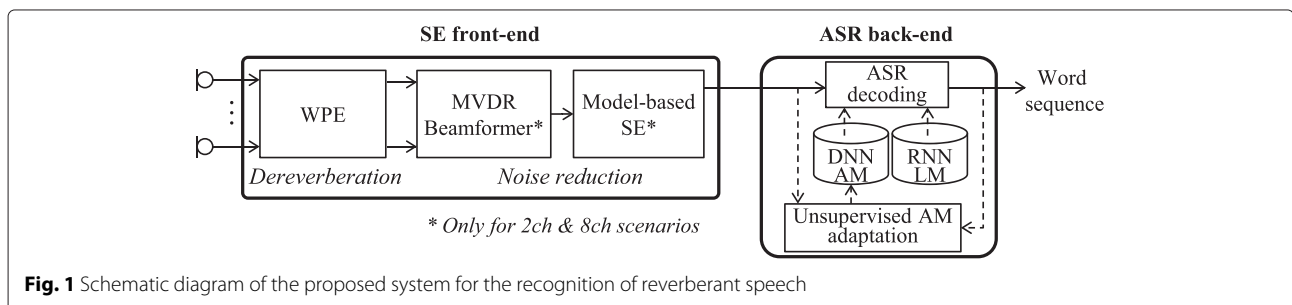 SE front-end
ASR back-end
WPE
MVDR
Beamformer*
Model-based
SE*
Dereverberation
Noise reduction
* Only for 2ch & 8ch scenarios
ASR
decoding
DNN
AM
RNN
LM
Unsupervised AM
adaptation
Word
sequence
Fig. 1 Schematic diagram of the proposed system for the recognition of reverberant speech